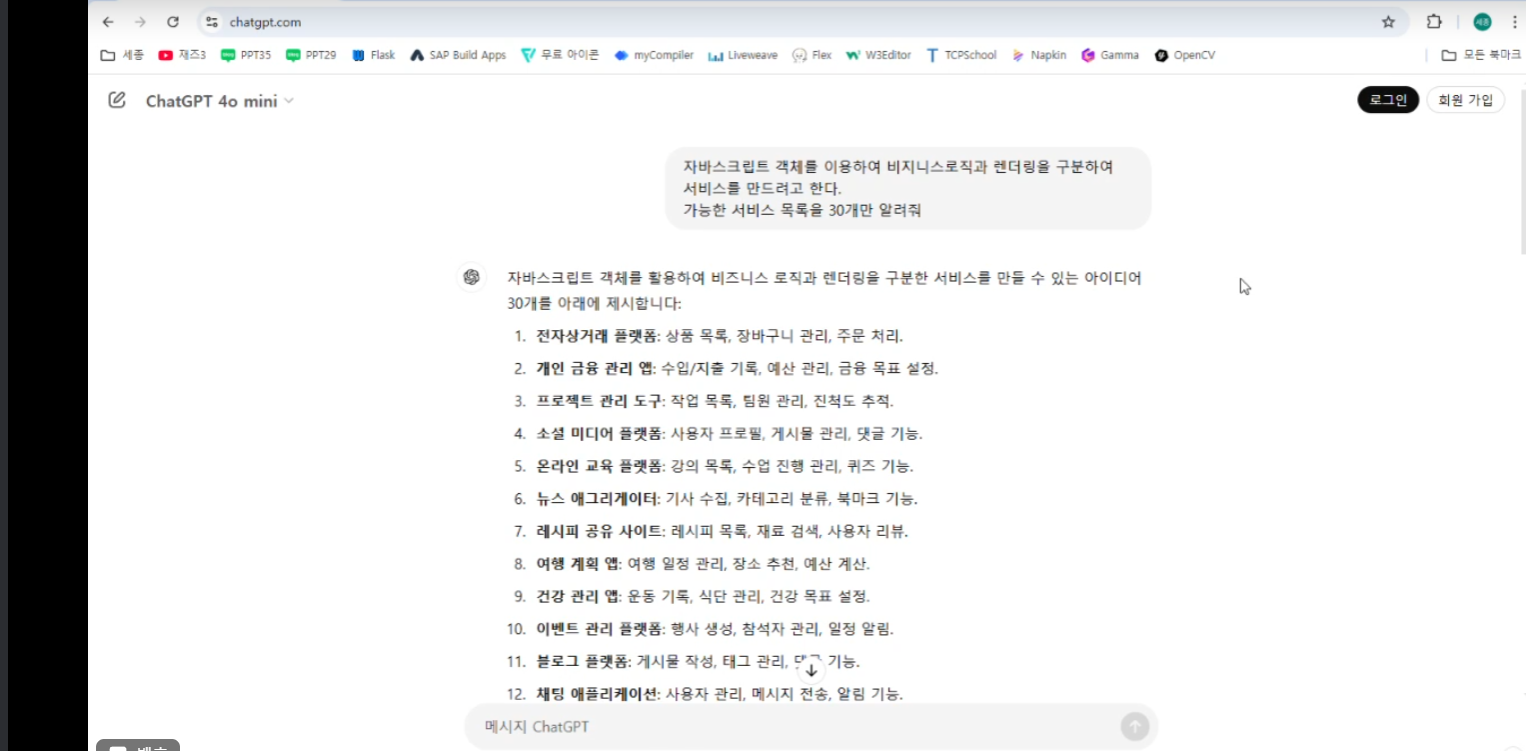 chatgpt.com
세종 재즈3 PPT35 PPT29 Flask SAP Build Apps 무료 아이콘 myCompiler Liveweave Flex W3Editor TCPSchool Napkin Gamma OpenCV 모든 북마크
ChatGPT 4o mini 로그인 회원 가입
자바스크립트 객체를 이용하여 비지니스로직과 렌더링을 구분하여
서비스를 만드려고 한다.
가능한 서비스 목록을 30개만 알려줘
자바스크립트 객체를 활용하여 비즈니스 로직과 렌더링을 구분한 서비스를 만들 수 있는 아이디어
30개를 아래에 제시합니다:
1. 전자상거래 플랫폼: 상품 목록, 장바구니 관리, 주문 처리.
2. 개인 금융 관리 앱: 수입/지출 기록, 예산 관리, 금융 목표 설정.
3. 프로젝트 관리 도구: 작업 목록, 팀원 관리, 진척도 추적.
4. 소셜 미디어 플랫폼: 사용자 프로필, 게시물 관리, 댓글 기능.
5. 온라인 교육 플랫폼: 강의 목록, 수업 진행 관리, 퀴즈 기능.
6. 뉴스 애그리게이터: 기사 수집, 카테고리 분류, 북마크 기능.
7. 레시피 공유 사이트: 레시피 목록, 재료 검색, 사용자 리뷰.
8. 여행 계획 앱: 여행 일정 관리, 장소 추천, 예산 계산.
9. 건강 관리 앱: 운동 기록, 식단 관리, 건강 목표 설정.
10. 이벤트 관리 플랫폼: 행사 생성, 참석자 관리, 일정 알림.
11. 블로그 플랫폼: 게시물 작성, 태그 관리, 기능.
12. 채팅 애플리케이션: 사용자 관리, 메시지 전송, 알림 기능.
메시지 ChatGPT